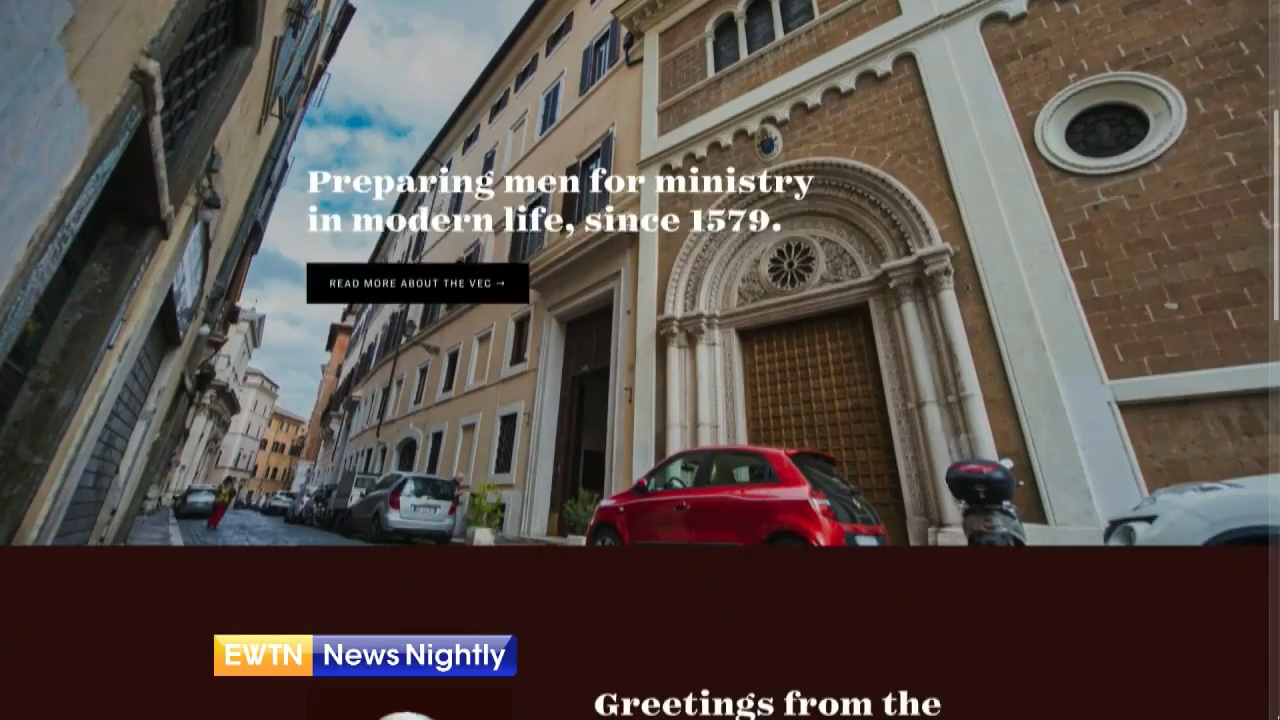 Preparing men for ministry
in modern life, since 1579.
READ MORE ABOUT THE VEC →
EWTN News Nightly
Greetings from the